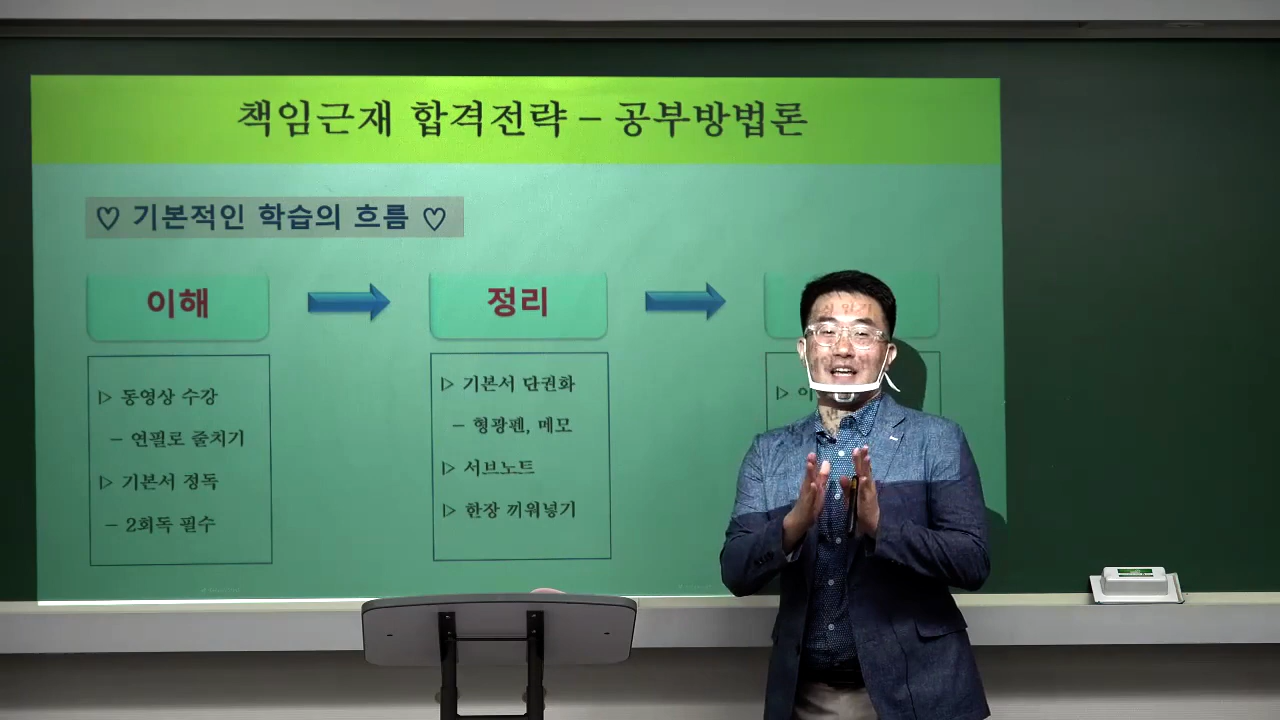 책임근재 합격전략 – 공부방법론
♡ 기본적인 학습의 흐름 ♡
이해
정리
▷ 동영상 수강
– 연필로 줄치기
▷ 기본서 정독
– 2회독 필수
▷ 기본서 단권화
– 형광펜, 메모
▷ 서브노트
▷ 한장 끼워넣기
▷ 이